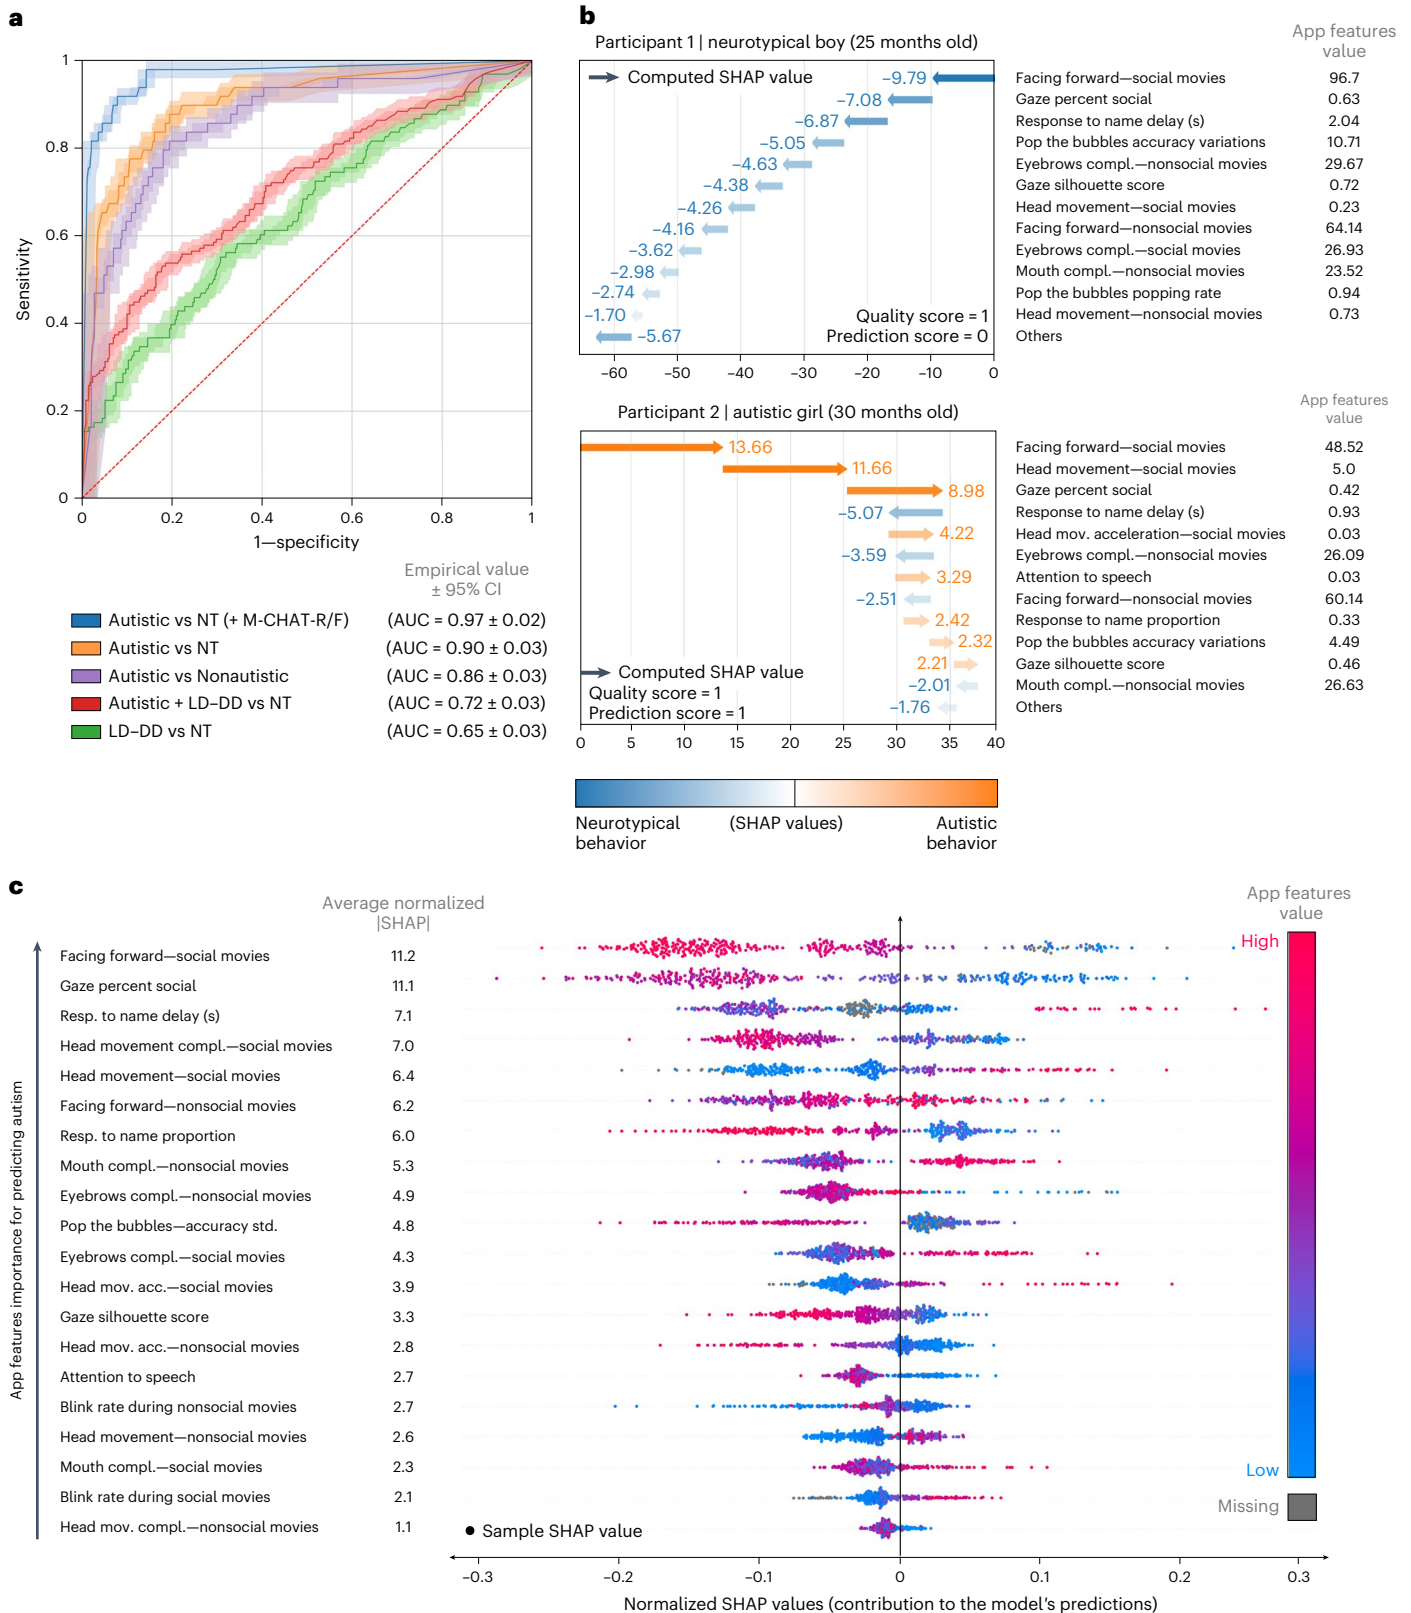 a
1
0.8
0.6
0.4
0.2
0
Sensitivity
0
0.2
0.4
0.6
0.8
1
1—specificity
Empirical value
± 95% CI
Autistic vs NT (+ M-CHAT-R/F) (AUC = 0.97 ± 0.02)
Autistic vs NT (AUC = 0.90 ± 0.03)
Autistic vs Nonautistic (AUC = 0.86 ± 0.03)
Autistic + LD–DD vs NT (AUC = 0.72 ± 0.03)
LD–DD vs NT (AUC = 0.65 ± 0.03)
b
Participant 1 | neurotypical boy (25 months old)
App features
value
Computed SHAP value
–9.79 Facing forward—social movies 96.7
–7.08 Gaze percent social 0.63
–6.87 Response to name delay (s) 2.04
–5.05 Pop the bubbles accuracy variations 10.71
–4.63 Eyebrows compl.—nonsocial movies 29.67
–4.38 Gaze silhouette score 0.72
–4.26 Head movement—social movies 0.23
–4.16 Facing forward—nonsocial movies 64.14
–3.62 Eyebrows compl.—social movies 26.93
–2.98 Mouth compl.—nonsocial movies 23.52
–2.74 Pop the bubbles popping rate 0.94
–1.70 Head movement—nonsocial movies 0.73
–5.67 Others
Quality score = 1
Prediction score = 0
–60 –50 –40 –30 –20 –10 0
Participant 2 | autistic girl (30 months old)
App features
value
13.66 Facing forward—social movies 48.52
11.66 Head movement—social movies 5.0
8.98 Gaze percent social 0.42
–5.07 Response to name delay (s) 0.93
4.22 Head mov. acceleration—social movies 0.03
–3.59 Eyebrows compl.—nonsocial movies 26.09
3.29 Attention to speech 0.03
–2.51 Facing forward—nonsocial movies 60.14
2.42 Response to name proportion 0.33
2.32 Pop the bubbles accuracy variations 4.49
2.21 Gaze silhouette score 0.46
–2.01 Mouth compl.—nonsocial movies 26.63
–1.76 Others
Computed SHAP value
Quality score = 1
Prediction score = 1
0 5 10 15 20 25 30 35 40
Neurotypical
behavior
(SHAP values)
Autistic
behavior
c
Average normalized
|SHAP|
App features
value
App features importance for predicting autism
Facing forward—social movies 11.2
Gaze percent social 11.1
Resp. to name delay (s) 7.1
Head movement compl.—social movies 7.0
Head movement—social movies 6.4
Facing forward—nonsocial movies 6.2
Resp. to name proportion 6.0
Mouth compl.—nonsocial movies 5.3
Eyebrows compl.—nonsocial movies 4.9
Pop the bubbles—accuracy std. 4.8
Eyebrows compl.—social movies 4.3
Head mov. acc.—social movies 3.9
Gaze silhouette score 3.3
Head mov. acc.—nonsocial movies 2.8
Attention to speech 2.7
Blink rate during nonsocial movies 2.7
Head movement—nonsocial movies 2.6
Mouth compl.—social movies 2.3
Blink rate during social movies 2.1
Head mov. compl.—nonsocial movies 1.1
Sample SHAP value
High
Low
Missing
–0.3 –0.2 –0.1 0 0.1 0.2 0.3
Normalized SHAP values (contribution to the model's predictions)